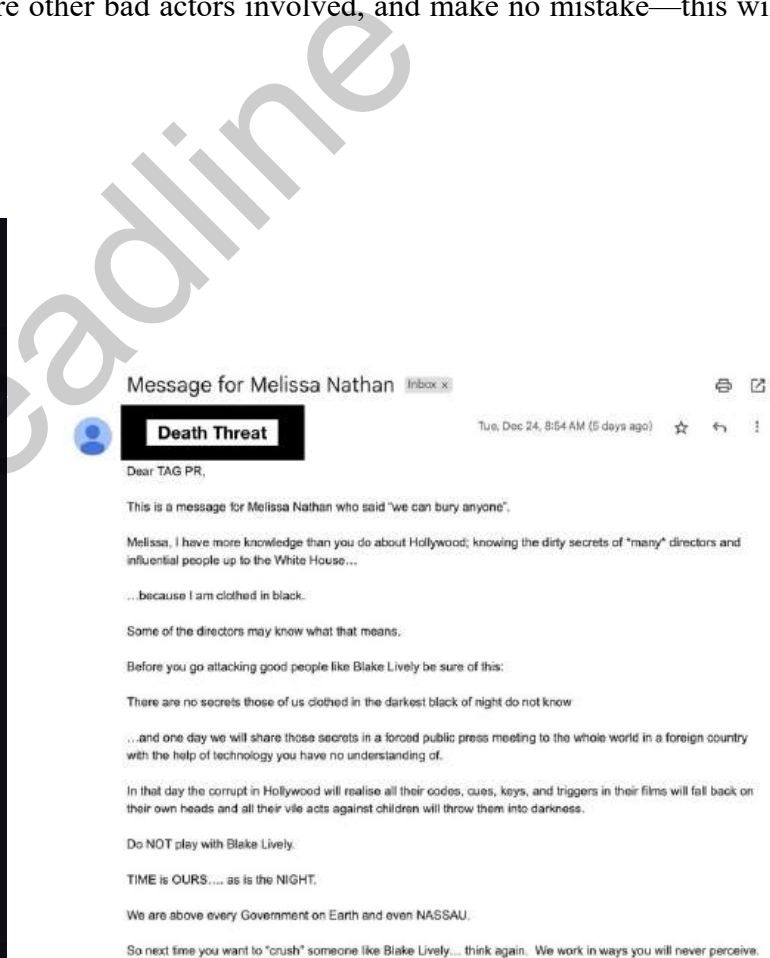 re other bad actors involved, and make no mistake—this wi
eadline
Message for Melissa Nathan Inbox x
Death Threat
Tue, Dec 24, 8:54 AM (5 days ago)
Dear TAG PR,
This is a message for Melissa Nathan who said "we can bury anyone".
Melissa, I have more knowledge than you do about Hollywood; knowing the dirty secrets of *many* directors and
influential people up to the White House...
...because I am clothed in black.
Some of the directors may know what that means.
Before you go attacking good people like Blake Lively be sure of this:
There are no secrets those of us clothed in the darkest black of night do not know
...and one day we will share those secrets in a forced public press meeting to the whole world in a foreign country
with the help of technology you have no understanding of.
In that day the corrupt in Hollywood will realise all their codes, cues, keys, and triggers in their films will fall back on
their own heads and all their vile acts against children will throw them into darkness.
Do NOT play with Blake Lively.
TIME is OURS.... as is the NIGHT.
We are above every Government on Earth and even NASSAU.
So next time you want to "crush" someone like Blake Lively... think again. We work in ways you will never perceive.